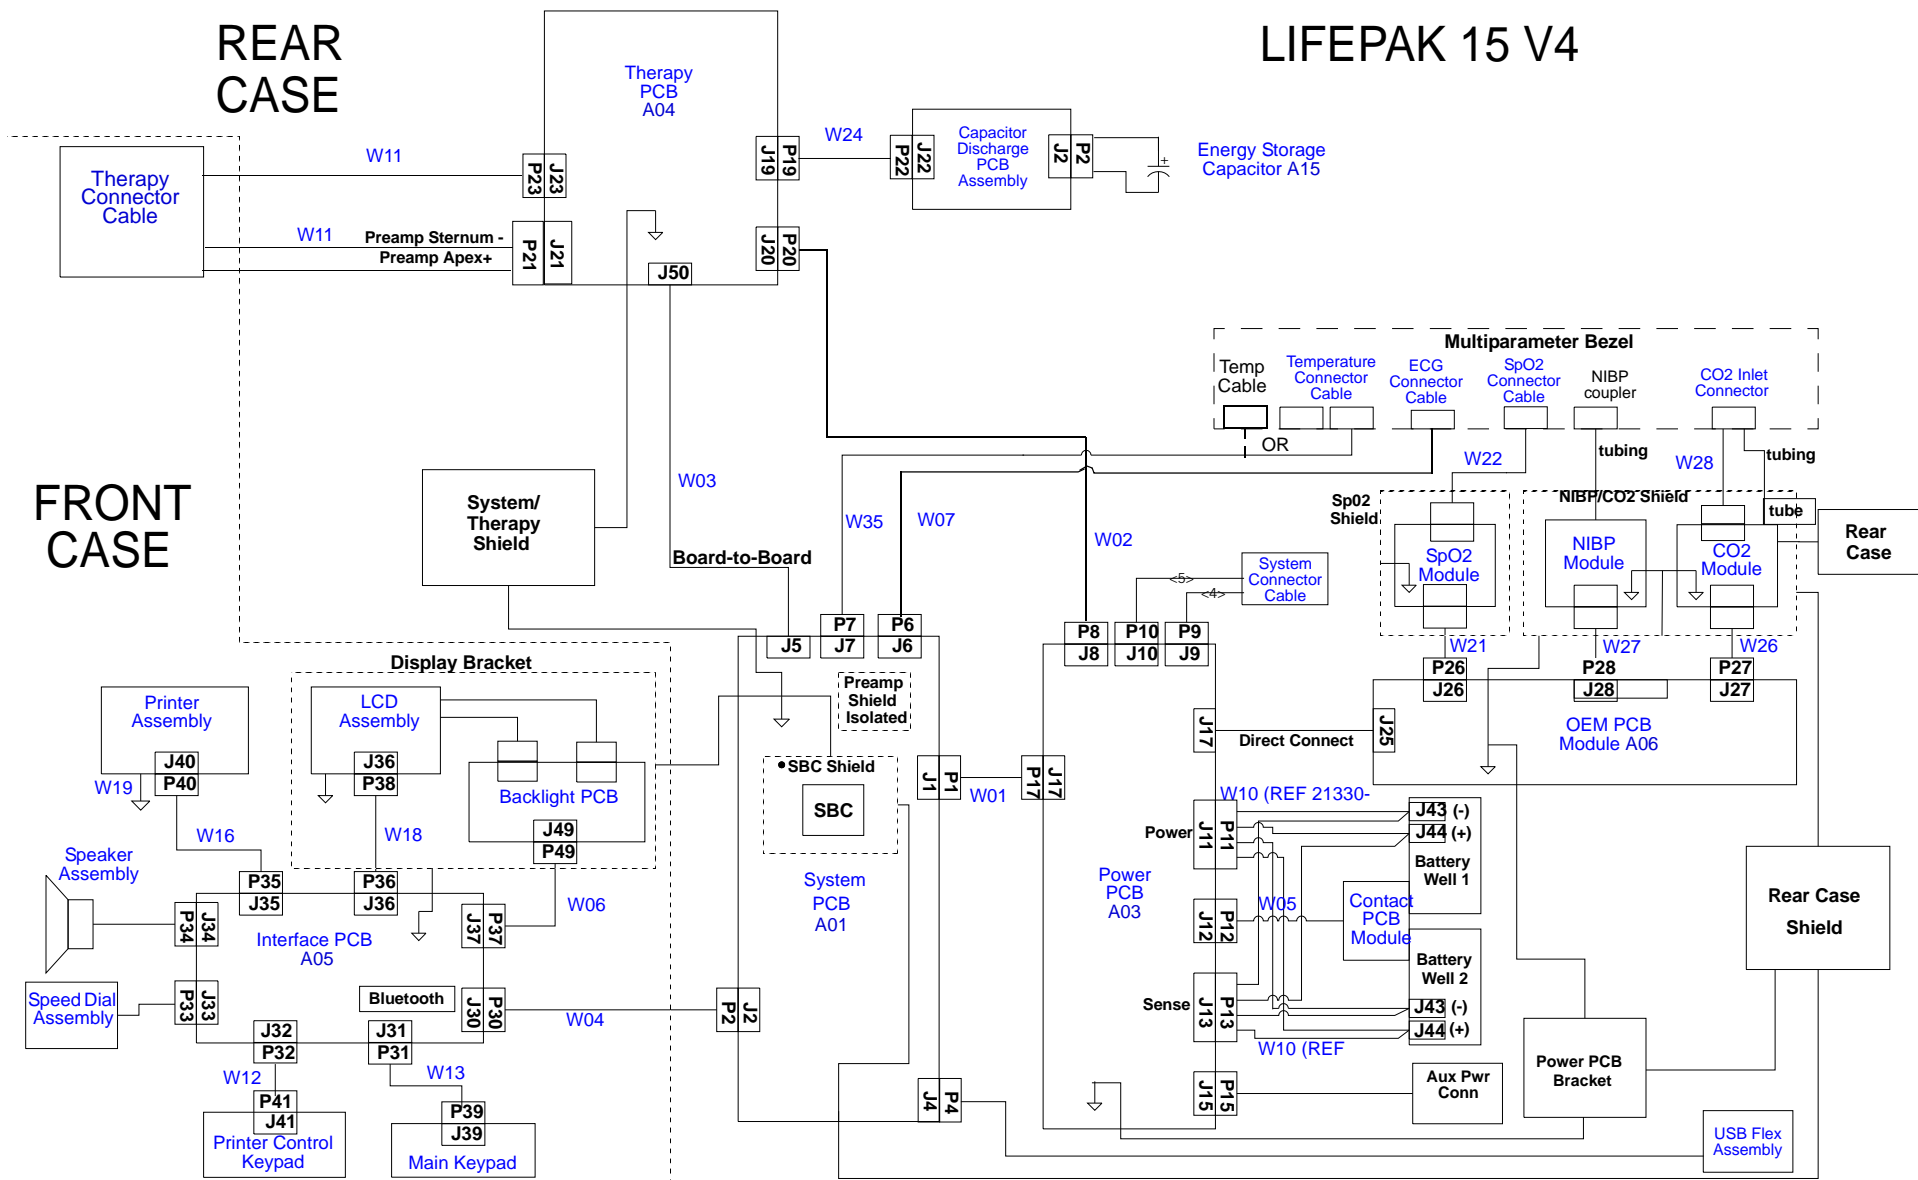 REAR
CASE
LIFEPAK 15 V4
Therapy
PCB
A04
W11
Therapy
Connector
Cable
P23
J23
W11
Preamp Sternum -
Preamp Apex+
P21
J21
J19
P19
W24
P22
J22
Capacitor
Discharge
PCB
Assembly
J2
P2
+
Energy Storage
Capacitor A15
J20
P20
J50
Multiparameter Bezel
Temp
Cable
Temperature
Connector
Cable
ECG
Connector
Cable
SpO2
Connector
Cable
NIBP
coupler
CO2 Inlet
Connector
OR
W22
tubing
W28
tubing
FRONT
CASE
System/
Therapy
Shield
W03
W35
W07
W02
Board-to-Board
Sp02
Shield
NIBP/CO2 Shield
tube
Rear
Case
SpO2
Module
NIBP
Module
CO2
Module
<5>
<4>
System
Connector
Cable
J5
P7
J7
P6
J6
P8
J8
P10
J10
P9
J9
W21
W27
W26
P26
J26
P28
J28
P27
J27
Display Bracket
Printer
Assembly
J40
P40
W19
LCD
Assembly
J36
P38
Backlight PCB
J49
P49
Preamp
Shield
Isolated
SBC Shield
SBC
J1
P1
W01
P17
J17
J17
Direct Connect
J25
OEM PCB
Module A06
W16
W18
W06
Speaker
Assembly
P35
J35
P36
J36
P34
J34
Interface PCB
A05
J37
P37
System
PCB
A01
Power
PCB
A03
W10 (REF 21330-
Power
J11
P11
J43 (-)
J44 (+)
Battery
Well 1
W05
J12
P12
Contact
PCB
Module
Battery
Well 2
Sense
J13
P13
J43 (-)
J44 (+)
W10 (REF
Rear Case
Shield
Speed Dial
Assembly
P33
J33
Bluetooth
J30
P30
W04
P2
J2
J32
P32
J31
P31
W12
W13
P41
J41
Printer Control
Keypad
P39
J39
Main Keypad
J4
P4
J15
P15
Aux Pwr
Conn
Power PCB
Bracket
USB Flex
Assembly